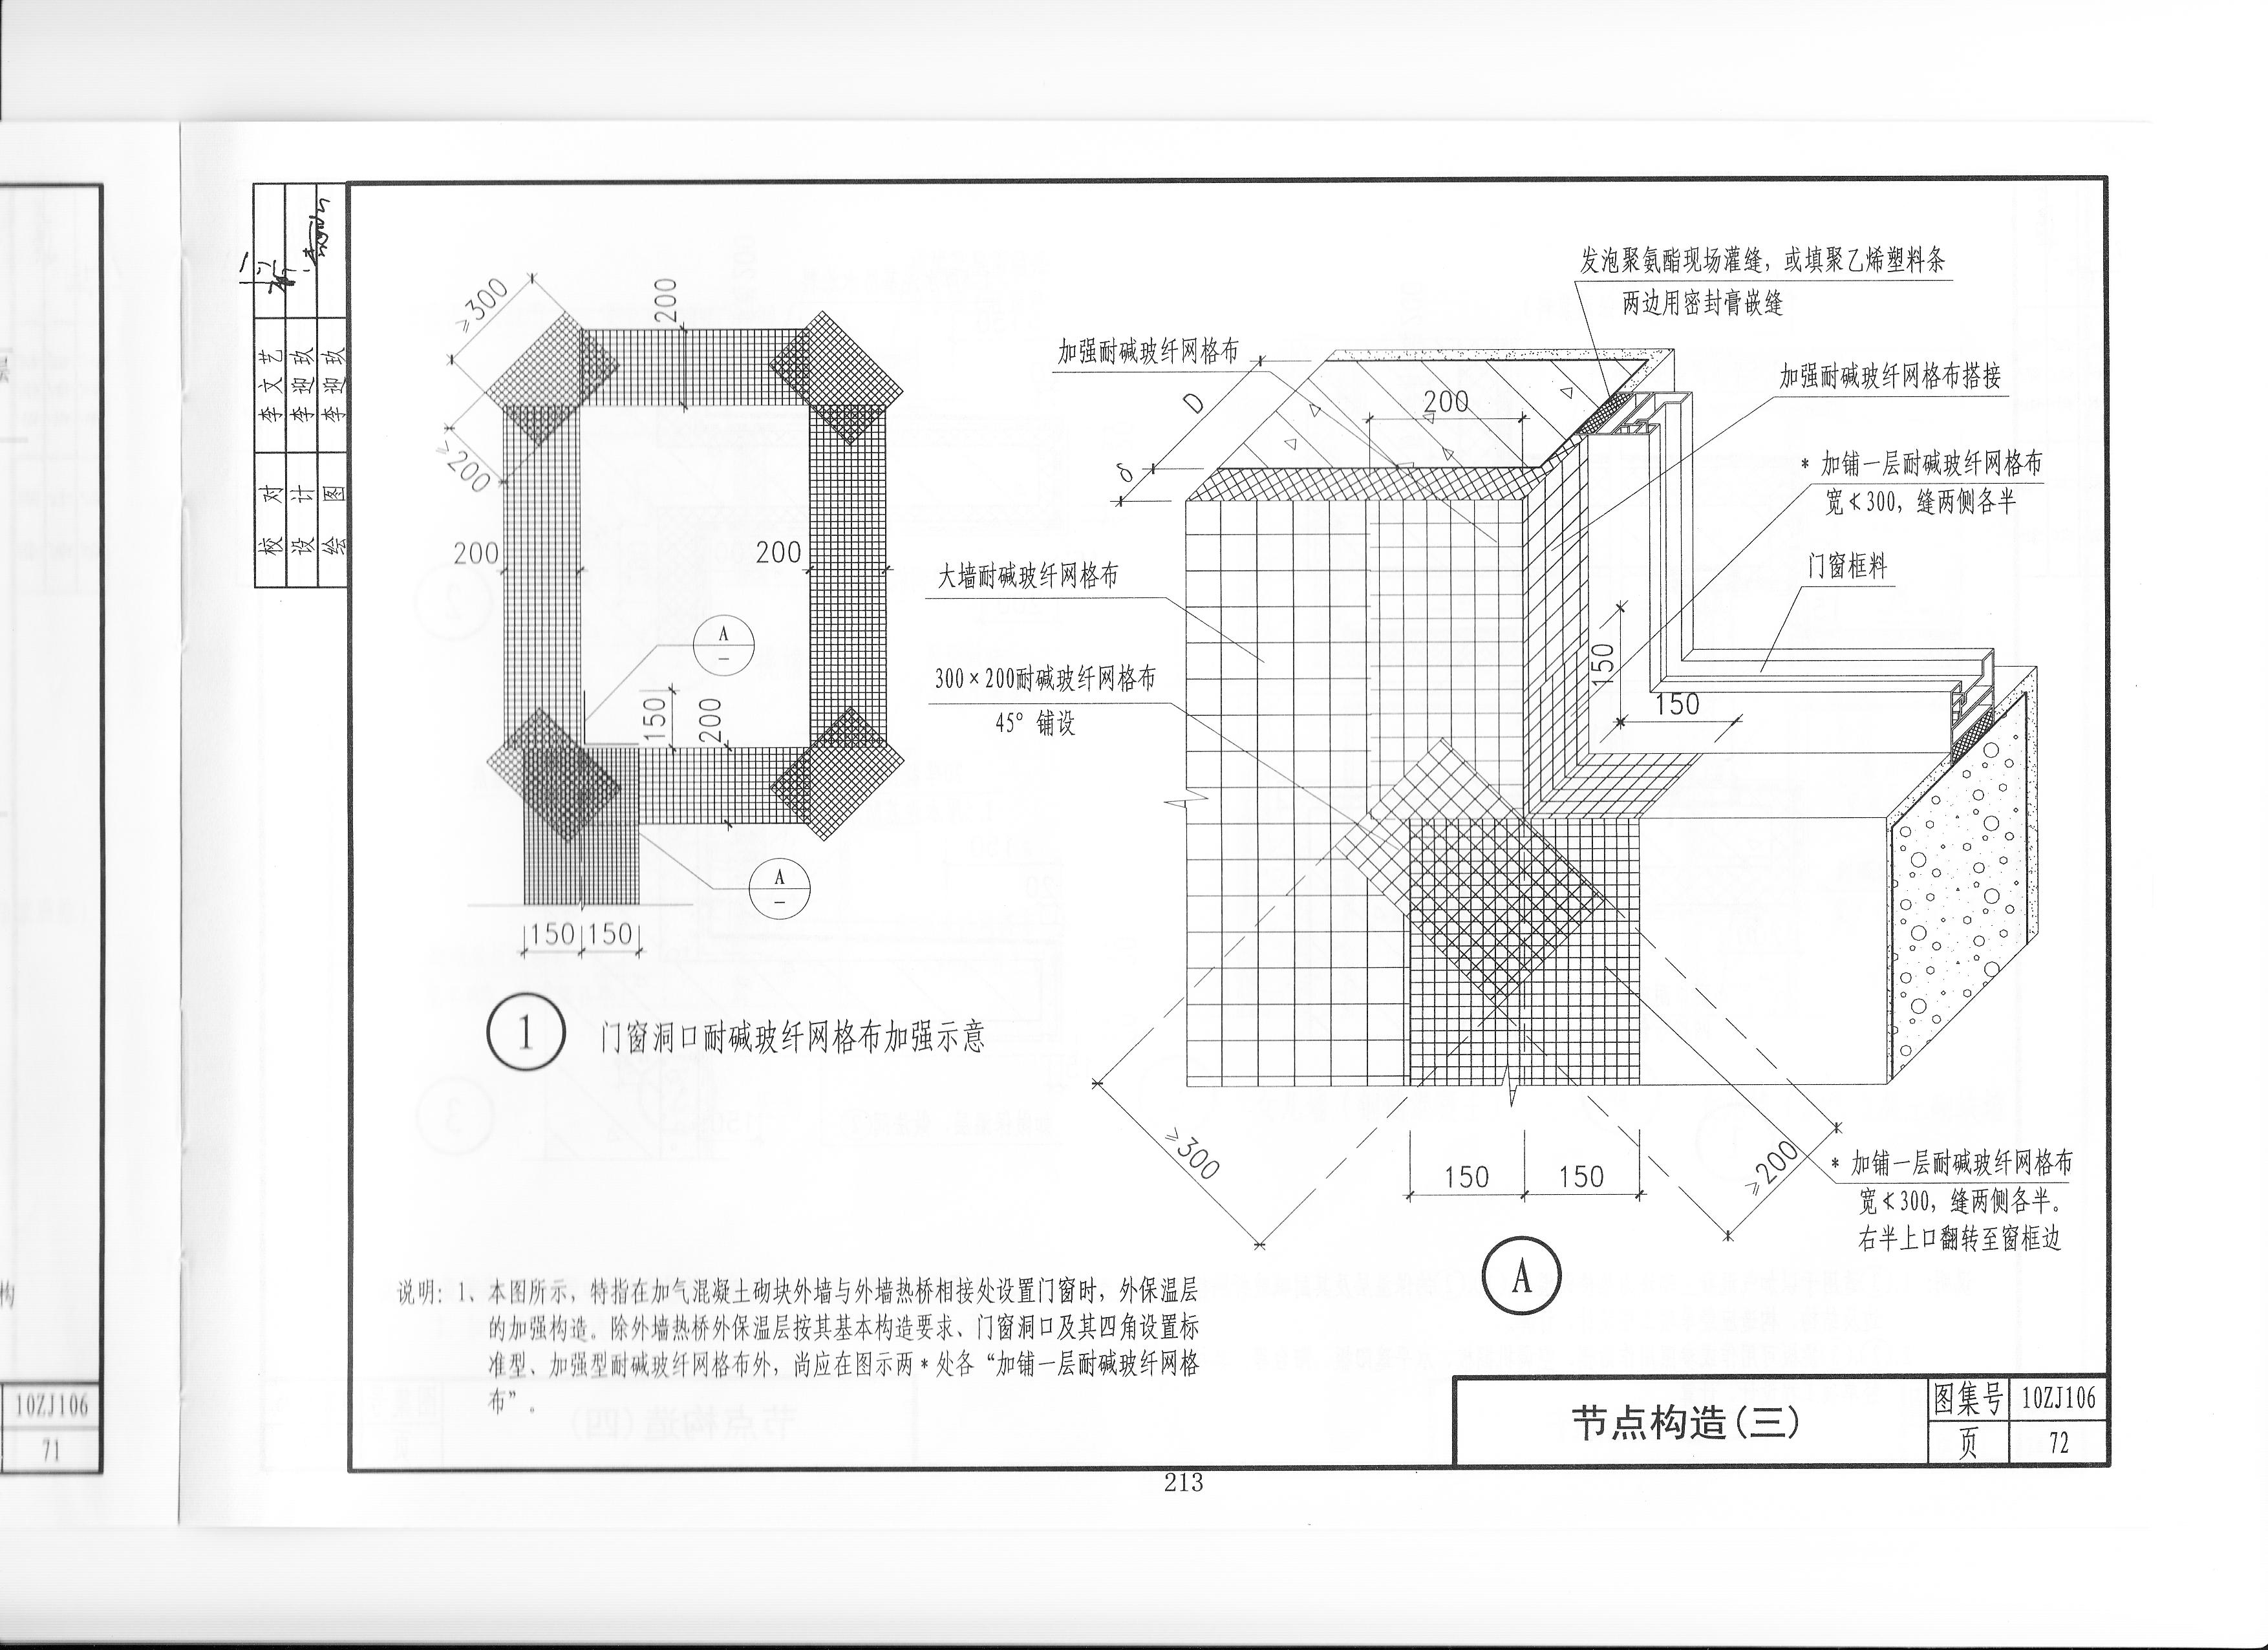 层
构
10ZJ106
71
校 对 李文艺
设 计 李迎玖
绘 图 李迎玖
≥300
200
≥200
200
200
A
–
150
200
A
–
150 150
1 门窗洞口耐碱玻纤网格布加强示意
发泡聚氨酯现场灌缝，或填聚乙烯塑料条
两边用密封膏嵌缝
加强耐碱玻纤网格布
D
δ
200
加强耐碱玻纤网格布搭接
* 加铺一层耐碱玻纤网格布
宽≮300，缝两侧各半
门窗框料
大墙耐碱玻纤网格布
300×200耐碱玻纤网格布
45° 铺设
150
150
≥300
150 150
≥200
* 加铺一层耐碱玻纤网格布
宽≮300，缝两侧各半。
右半上口翻转至窗框边
A
说明：1、本图所示，特指在加气混凝土砌块外墙与外墙热桥相接处设置门窗时，外保温层
的加强构造。除外墙热桥外保温层按其基本构造要求、门窗洞口及其四角设置标
准型、加强型耐碱玻纤网格布外，尚应在图示两*处各“加铺一层耐碱玻纤网格
布”。
节点构造(三)
图集号 10ZJ106
页 72
213